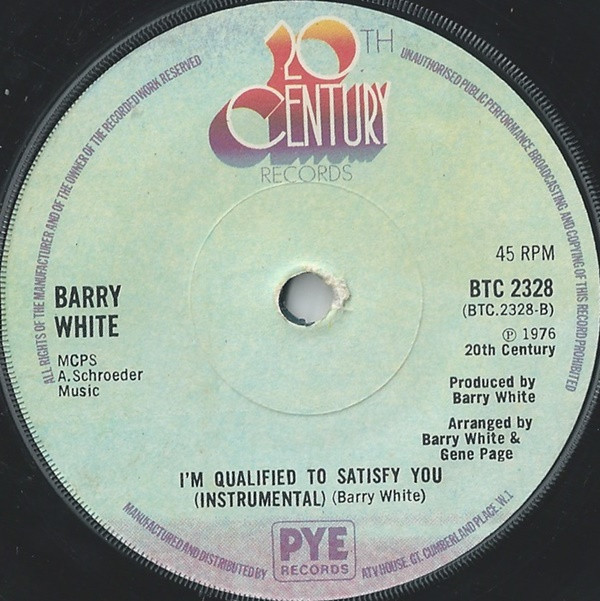 20TH
CENTURY
RECORDS
ALL RIGHTS OF THE MANUFACTURER AND OF THE OWNER OF THE RECORDED WORK RESERVED
UNAUTHORISED PUBLIC PERFORMANCE BROADCASTING AND COPYING OF THIS RECORD PROHIBITED
BARRY
WHITE
MCPS
A.Schroeder
Music
45 RPM
BTC 2328
(BTC.2328-B)
℗ 1976
20th Century
Produced by
Barry White
Arranged by
Barry White &
Gene Page
I'M QUALIFIED TO SATISFY YOU
(INSTRUMENTAL) (Barry White)
MANUFACTURED AND DISTRIBUTED BY
PYE
RECORDS
ATV HOUSE. GT. CUMBERLAND PLACE. W.1